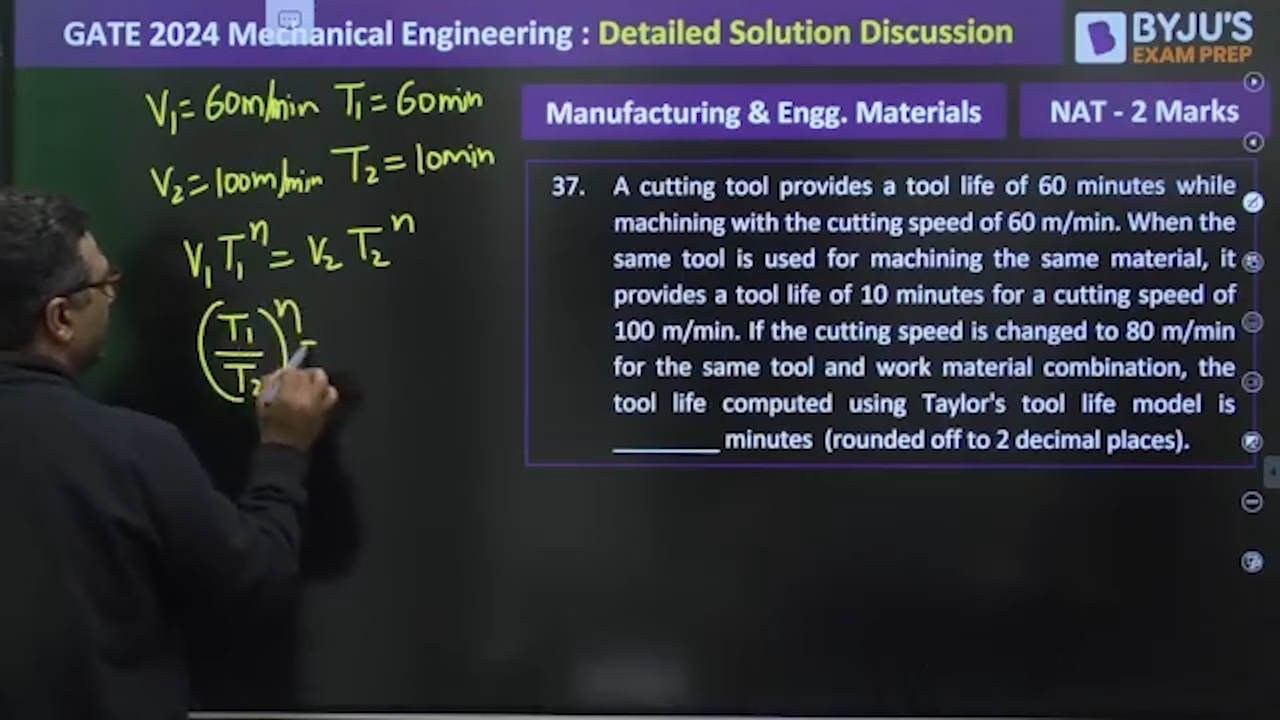 GATE 2024 Mechanical Engineering : Detailed Solution Discussion
BYJU'S
EXAM PREP
V₁ = 60m/min T₁ = 60min
V₂ = 100m/min T₂ = 10min
V₁ T₁ⁿ = V₂ T₂ⁿ
(T₁/T₂)ⁿ
Manufacturing & Engg. Materials
NAT - 2 Marks
37. A cutting tool provides a tool life of 60 minutes while
machining with the cutting speed of 60 m/min. When the
same tool is used for machining the same material, it
provides a tool life of 10 minutes for a cutting speed of
100 m/min. If the cutting speed is changed to 80 m/min
for the same tool and work material combination, the
tool life computed using Taylor's tool life model is
________ minutes (rounded off to 2 decimal places).